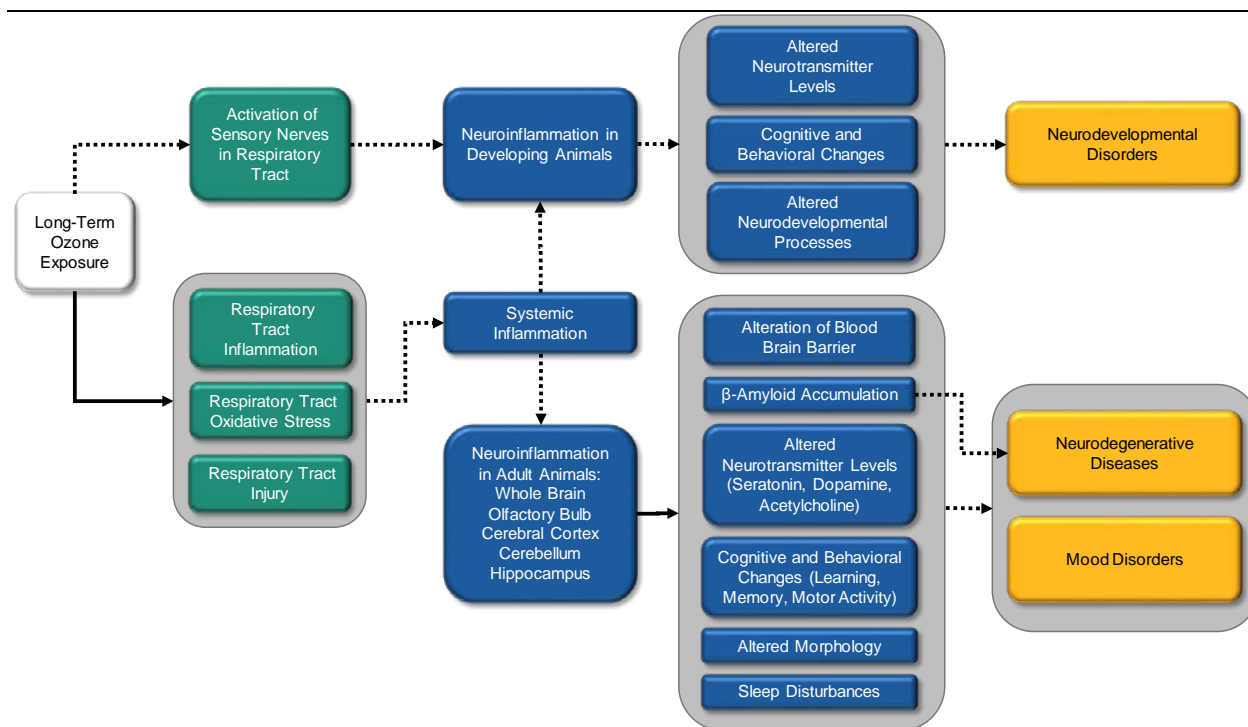 Long-Term
Ozone
Exposure
Activation of
Sensory Nerves
in Respiratory
Tract
Respiratory
Tract
Inflammation
Respiratory Tract
Oxidative Stress
Respiratory Tract
Injury
Neuroinflammation in
Developing Animals
Systemic
Inflammation
Neuroinflammation
in Adult Animals:
Whole Brain
Olfactory Bulb
Cerebral Cortex
Cerebellum
Hippocampus
Altered
Neurotransmitter
Levels
Cognitive and
Behavioral Changes
Altered
Neurodevelopmental
Processes
Alteration of Blood
Brain Barrier
β-Amyloid Accumulation
Altered
Neurotransmitter Levels
(Seratonin, Dopamine,
Acetylcholine)
Cognitive and Behavioral
Changes (Learning,
Memory, Motor Activity)
Altered Morphology
Sleep Disturbances
Neurodevelopmental
Disorders
Neurodegenerative
Diseases
Mood Disorders